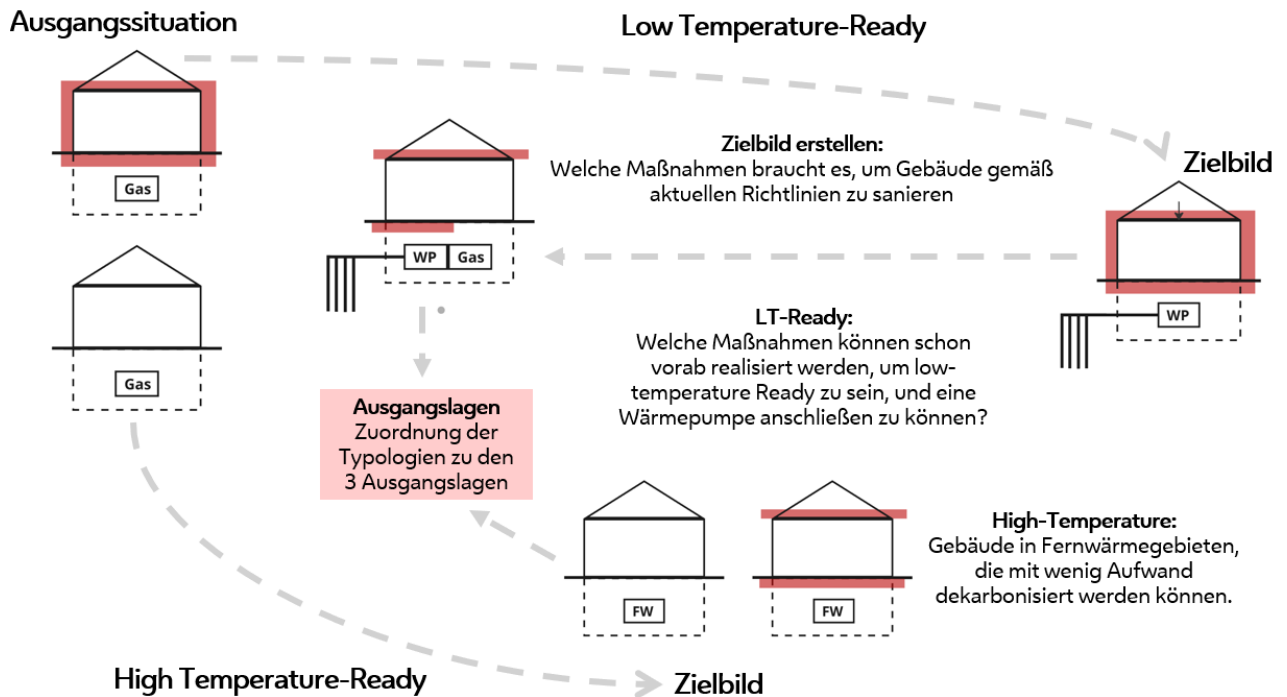 Ausgangssituation
Low Temperature-Ready
Gas
Zielbild erstellen:
Welche Maßnahmen braucht es, um Gebäude gemäß
aktuellen Richtlinien zu sanieren
Zielbild
WP
Gas
WP
Gas
LT-Ready:
Welche Maßnahmen können schon
vorab realisiert werden, um low-
temperature Ready zu sein, und eine
Wärmepumpe anschließen zu können?
Ausgangslagen
Zuordnung der
Typologien zu den
3 Ausgangslagen
High-Temperature:
Gebäude in Fernwärmegebieten,
die mit wenig Aufwand
dekarbonisiert werden können.
FW
FW
High Temperature-Ready
Zielbild